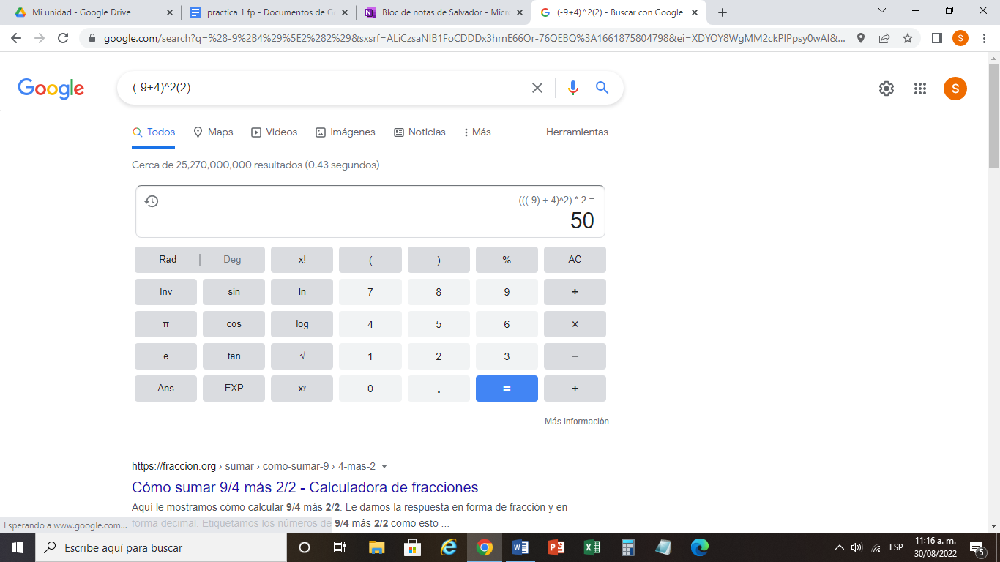 Mi unidad - Google Drive
practica 1 fp - Documentos de G
Bloc de notas de Salvador - Micro
(-9+4)^2(2) - Buscar con Google
google.com/search?q=%28-9%2B4%29%5E2%282%29&sxsrf=ALiCzsaNIB1FoCDDDx3hrnE66Or-76QEBQ%3A1661875804798&ei=XDYOY8WgMM2ckPIPpsy0wAI&...
S
Google
(-9+4)^2(2)
S
Todos
Maps
Videos
Imágenes
Noticias
Más
Herramientas
Cerca de 25,270,000,000 resultados (0.43 segundos)
(((-9) + 4)^2) * 2 =
50
Rad | Deg x! ( ) % AC
Inv sin ln 7 8 9 ÷
π cos log 4 5 6 ×
e tan √ 1 2 3 −
Ans EXP xʸ 0 . = +
Más información
https://fraccion.org › sumar › como-sumar-9 › 4-mas-2
Cómo sumar 9/4 más 2/2 - Calculadora de fracciones
Aquí le mostramos cómo calcular 9/4 más 2/2. Le damos la respuesta en forma de fracción y en
forma decimal. Etiquetamos los números de 9/4 más 2/2 como esto ...
Esperando a www.google.com...
Escribe aquí para buscar
ESP
11:16 a. m.
30/08/2022
5